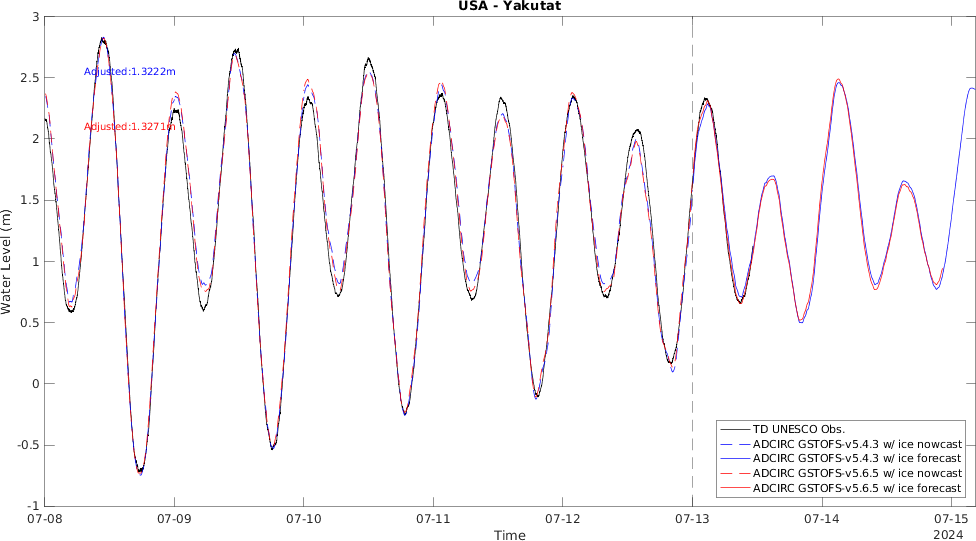 USA - Yakutat
3
2.5
2
1.5
1
0.5
0
-0.5
-1
Water Level (m)
Adjusted:1.3222m
Adjusted:1.3271m
TD UNESCO Obs.
ADCIRC GSTOFS-v5.4.3 w/ ice nowcast
ADCIRC GSTOFS-v5.4.3 w/ ice forecast
ADCIRC GSTOFS-v5.6.5 w/ ice nowcast
ADCIRC GSTOFS-v5.6.5 w/ ice forecast
07-08 07-09 07-10 07-11 07-12 07-13 07-14 07-15
Time
2024